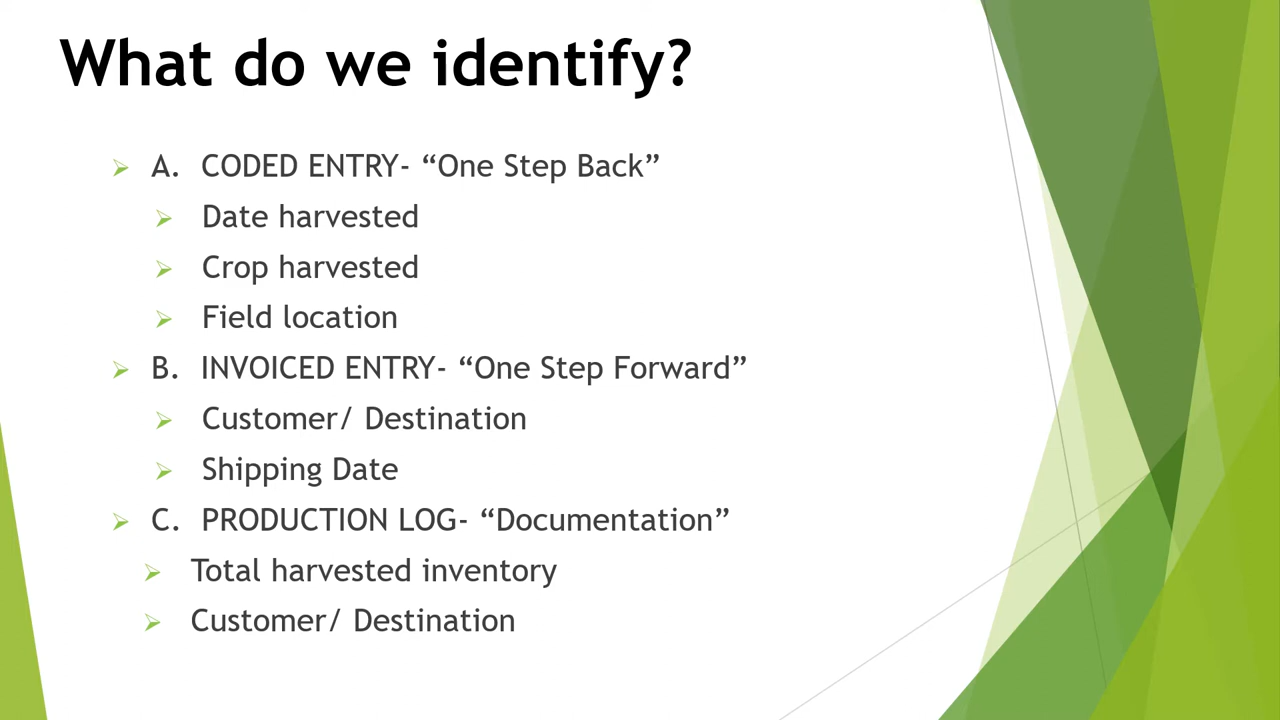 What do we identify?
A. CODED ENTRY- “One Step Back”
Date harvested
Crop harvested
Field location
B. INVOICED ENTRY- “One Step Forward”
Customer/ Destination
Shipping Date
C. PRODUCTION LOG- “Documentation”
Total harvested inventory
Customer/ Destination